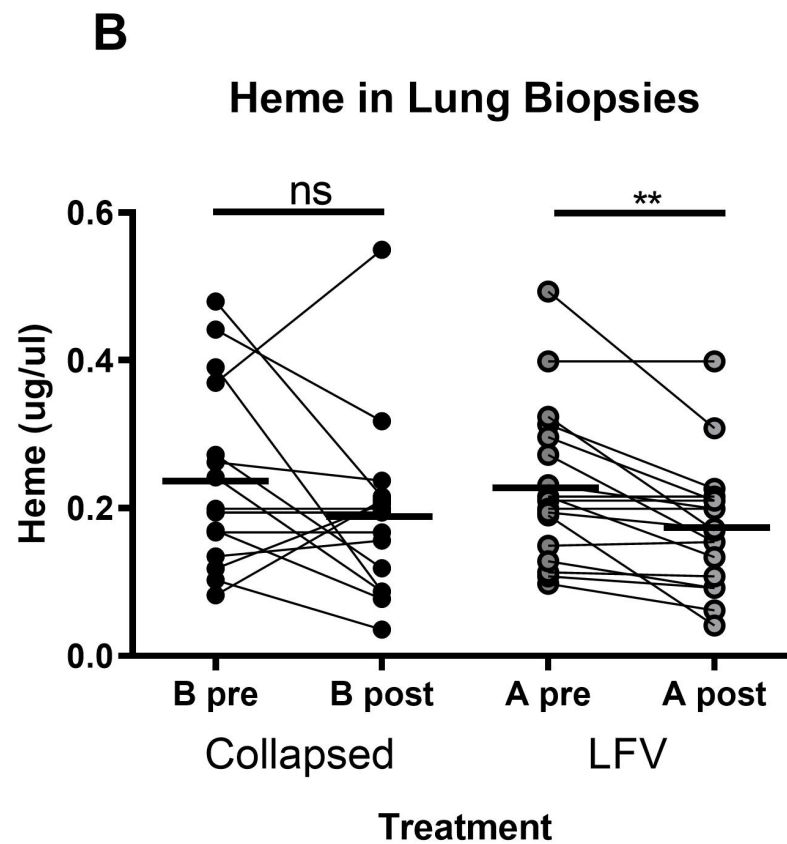 B
Heme in Lung Biopsies
ns
**
0.6
0.4
0.2
0.0
Heme (ug/ul)
B pre B post A pre A post
Collapsed LFV
Treatment